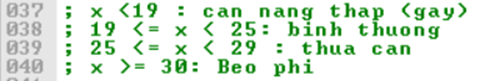 037 ; x <19 : can nang thap (gay)
038 ; 19 <= x < 25: binh thuong
039 ; 25 <= x < 29 : thua can
040 ; x >= 30: Beo phi